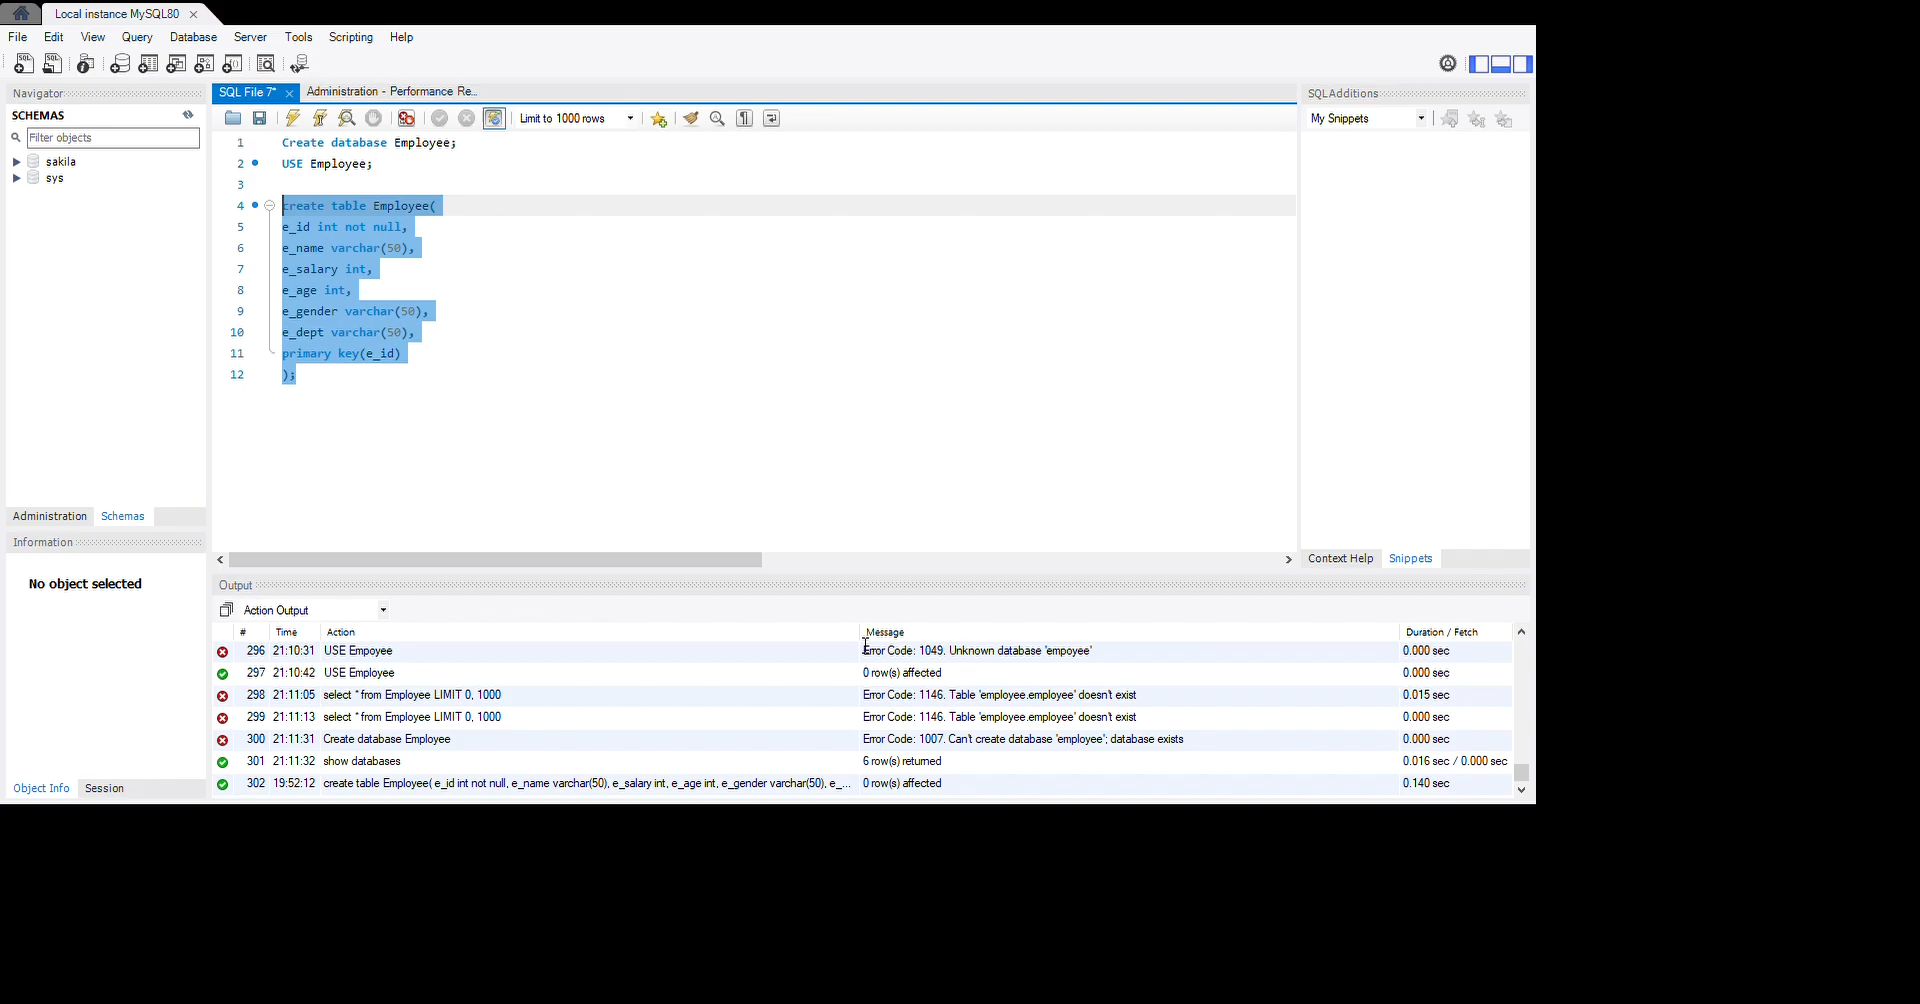 Local instance MySQL80
File Edit View Query Database Server Tools Scripting Help
Navigator
SCHEMAS
Filter objects
sakila
sys
Administration Schemas
Information
No object selected
Object Info Session
SQL File 7* Administration - Performance Re...
Limit to 1000 rows
1 Create database Employee;
2 USE Employee;
3
4 create table Employee(
5 e_id int not null,
6 e_name varchar(50),
7 e_salary int,
8 e_age int,
9 e_gender varchar(50),
10 e_dept varchar(50),
11 primary key(e_id)
12 );
SQLAdditions
My Snippets
Context Help Snippets
Output
Action Output
# Time Action Message Duration / Fetch
296 21:10:31 USE Empoyee Error Code: 1049. Unknown database 'empoyee' 0.000 sec
297 21:10:42 USE Employee 0 row(s) affected 0.000 sec
298 21:11:05 select * from Employee LIMIT 0, 1000 Error Code: 1146. Table 'employee.employee' doesn't exist 0.015 sec
299 21:11:13 select * from Employee LIMIT 0, 1000 Error Code: 1146. Table 'employee.employee' doesn't exist 0.000 sec
300 21:11:31 Create database Employee Error Code: 1007. Can't create database 'employee'; database exists 0.000 sec
301 21:11:32 show databases 6 row(s) returned 0.016 sec / 0.000 sec
302 19:52:12 create table Employee( e_id int not null, e_name varchar(50), e_salary int, e_age int, e_gender varchar(50), e_... 0 row(s) affected 0.140 sec